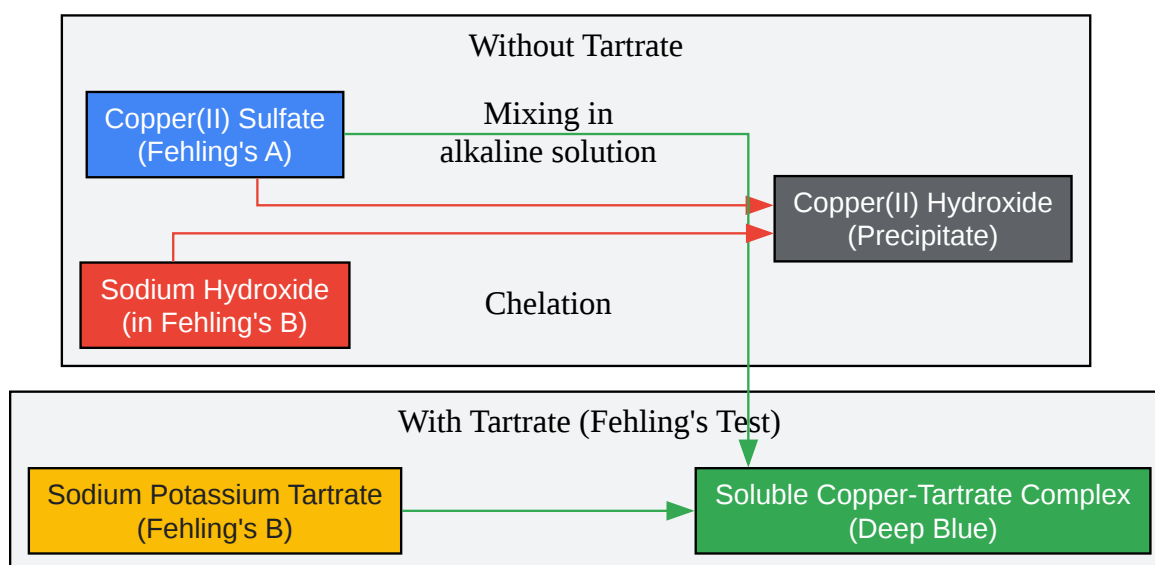 Without Tartrate
Copper(II) Sulfate
(Fehling's A)
Mixing in
alkaline solution
Copper(II) Hydroxide
(Precipitate)
Sodium Hydroxide
(in Fehling's B)
Chelation
With Tartrate (Fehling's Test)
Sodium Potassium Tartrate
(Fehling's B)
Soluble Copper-Tartrate Complex
(Deep Blue)